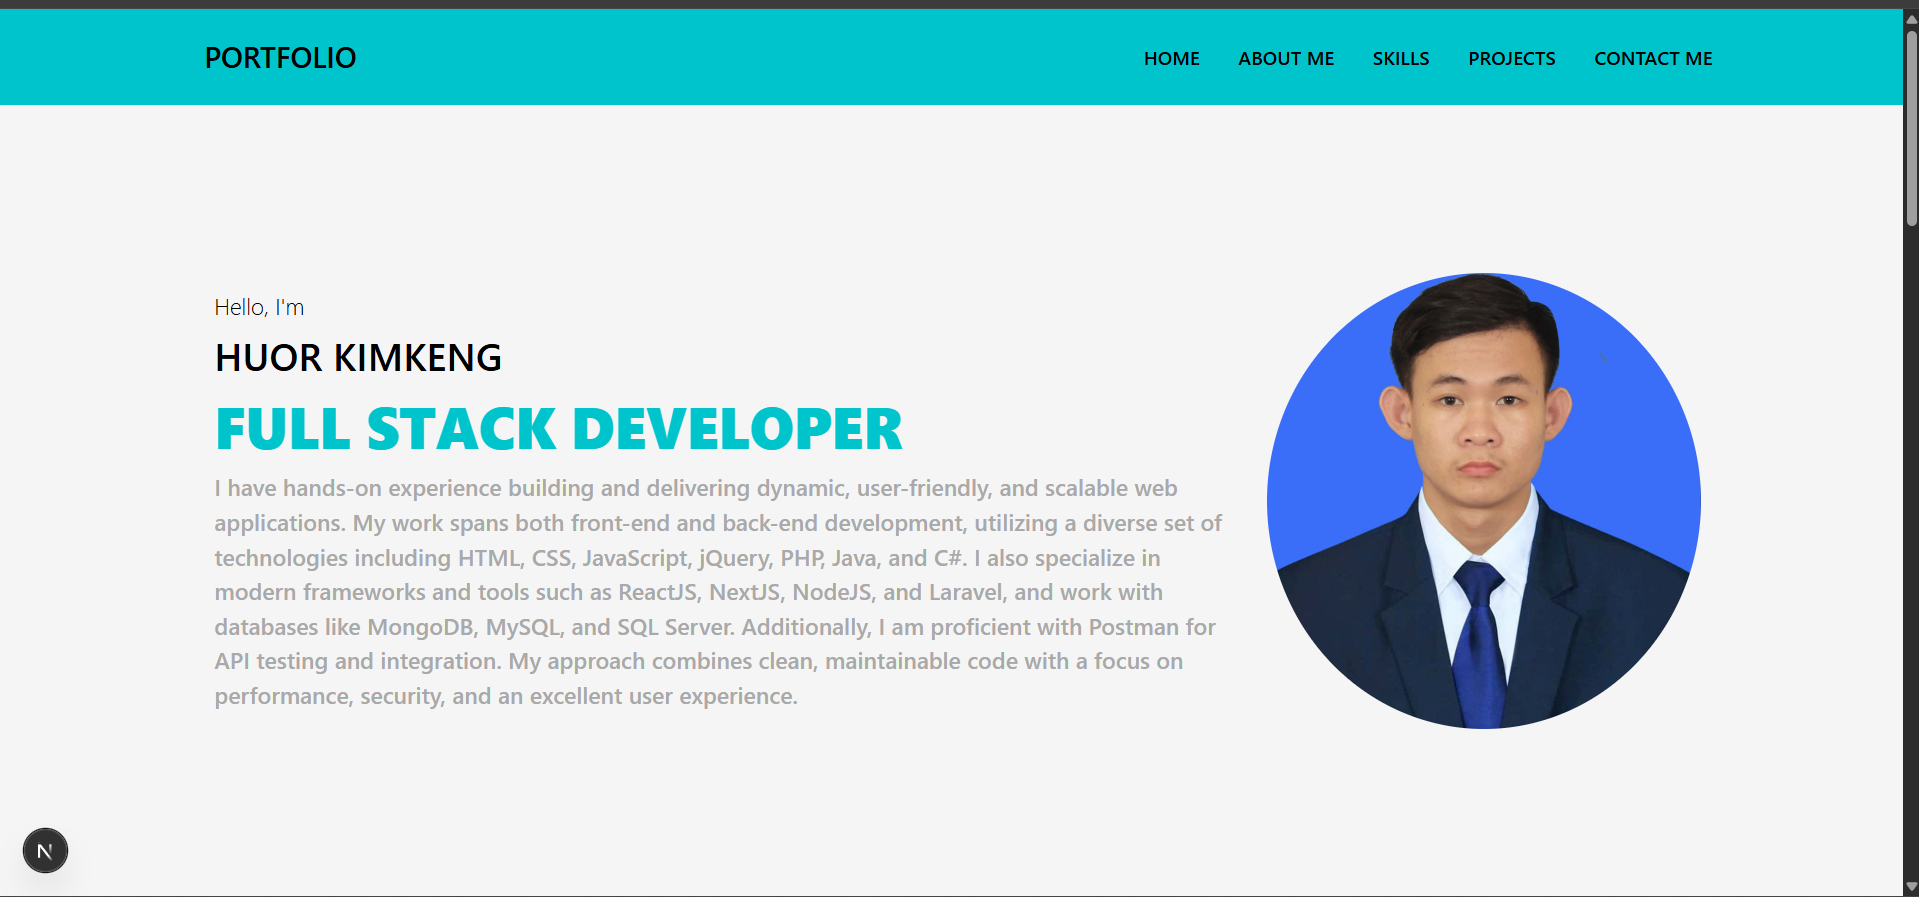 PORTFOLIO
HOME ABOUT ME SKILLS PROJECTS CONTACT ME
Hello, I'm
HUOR KIMKENG
FULL STACK DEVELOPER
I have hands-on experience building and delivering dynamic, user-friendly, and scalable web
applications. My work spans both front-end and back-end development, utilizing a diverse set of
technologies including HTML, CSS, JavaScript, jQuery, PHP, Java, and C#. I also specialize in
modern frameworks and tools such as ReactJS, NextJS, NodeJS, and Laravel, and work with
databases like MongoDB, MySQL, and SQL Server. Additionally, I am proficient with Postman for
API testing and integration. My approach combines clean, maintainable code with a focus on
performance, security, and an excellent user experience.
N